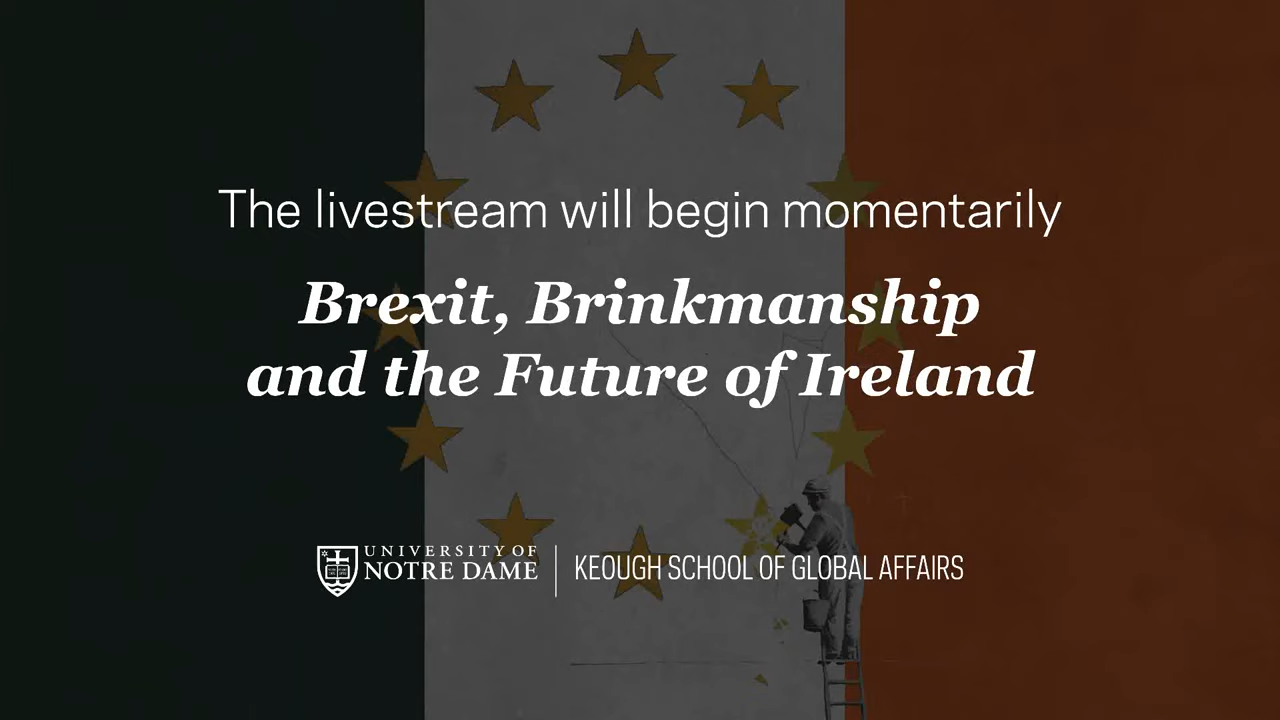 The livestream will begin momentarily
Brexit, Brinkmanship
and the Future of Ireland
UNIVERSITY OF
NOTRE DAME
KEOUGH SCHOOL OF GLOBAL AFFAIRS